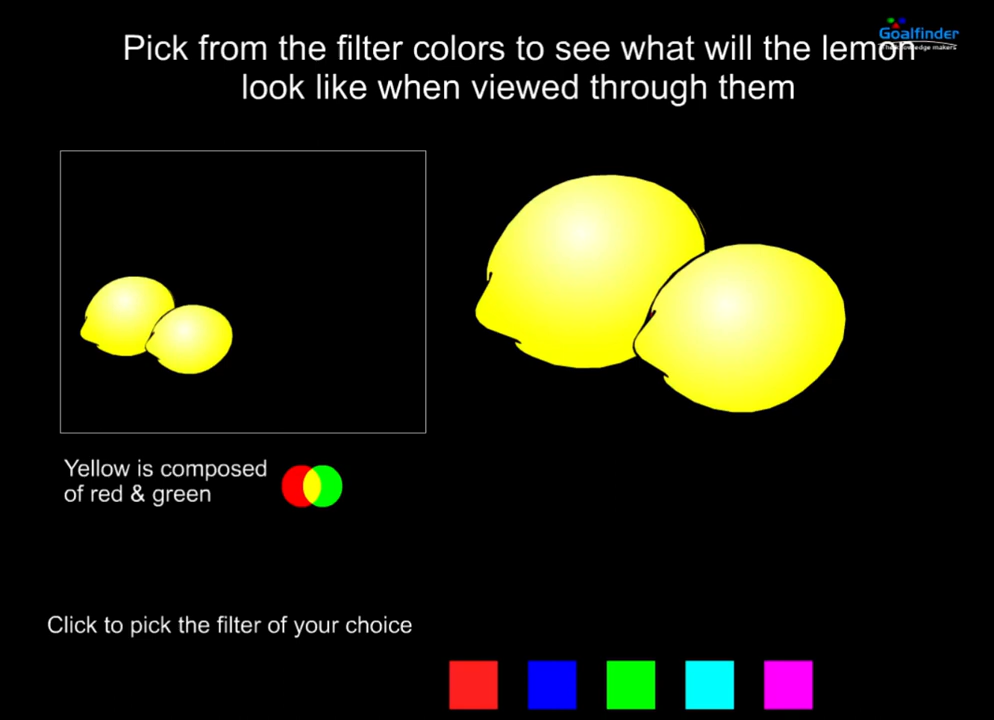 Pick from the filter colors to see what will the lemon
look like when viewed through them
Goalfinder
Yellow is composed
of red & green
Click to pick the filter of your choice